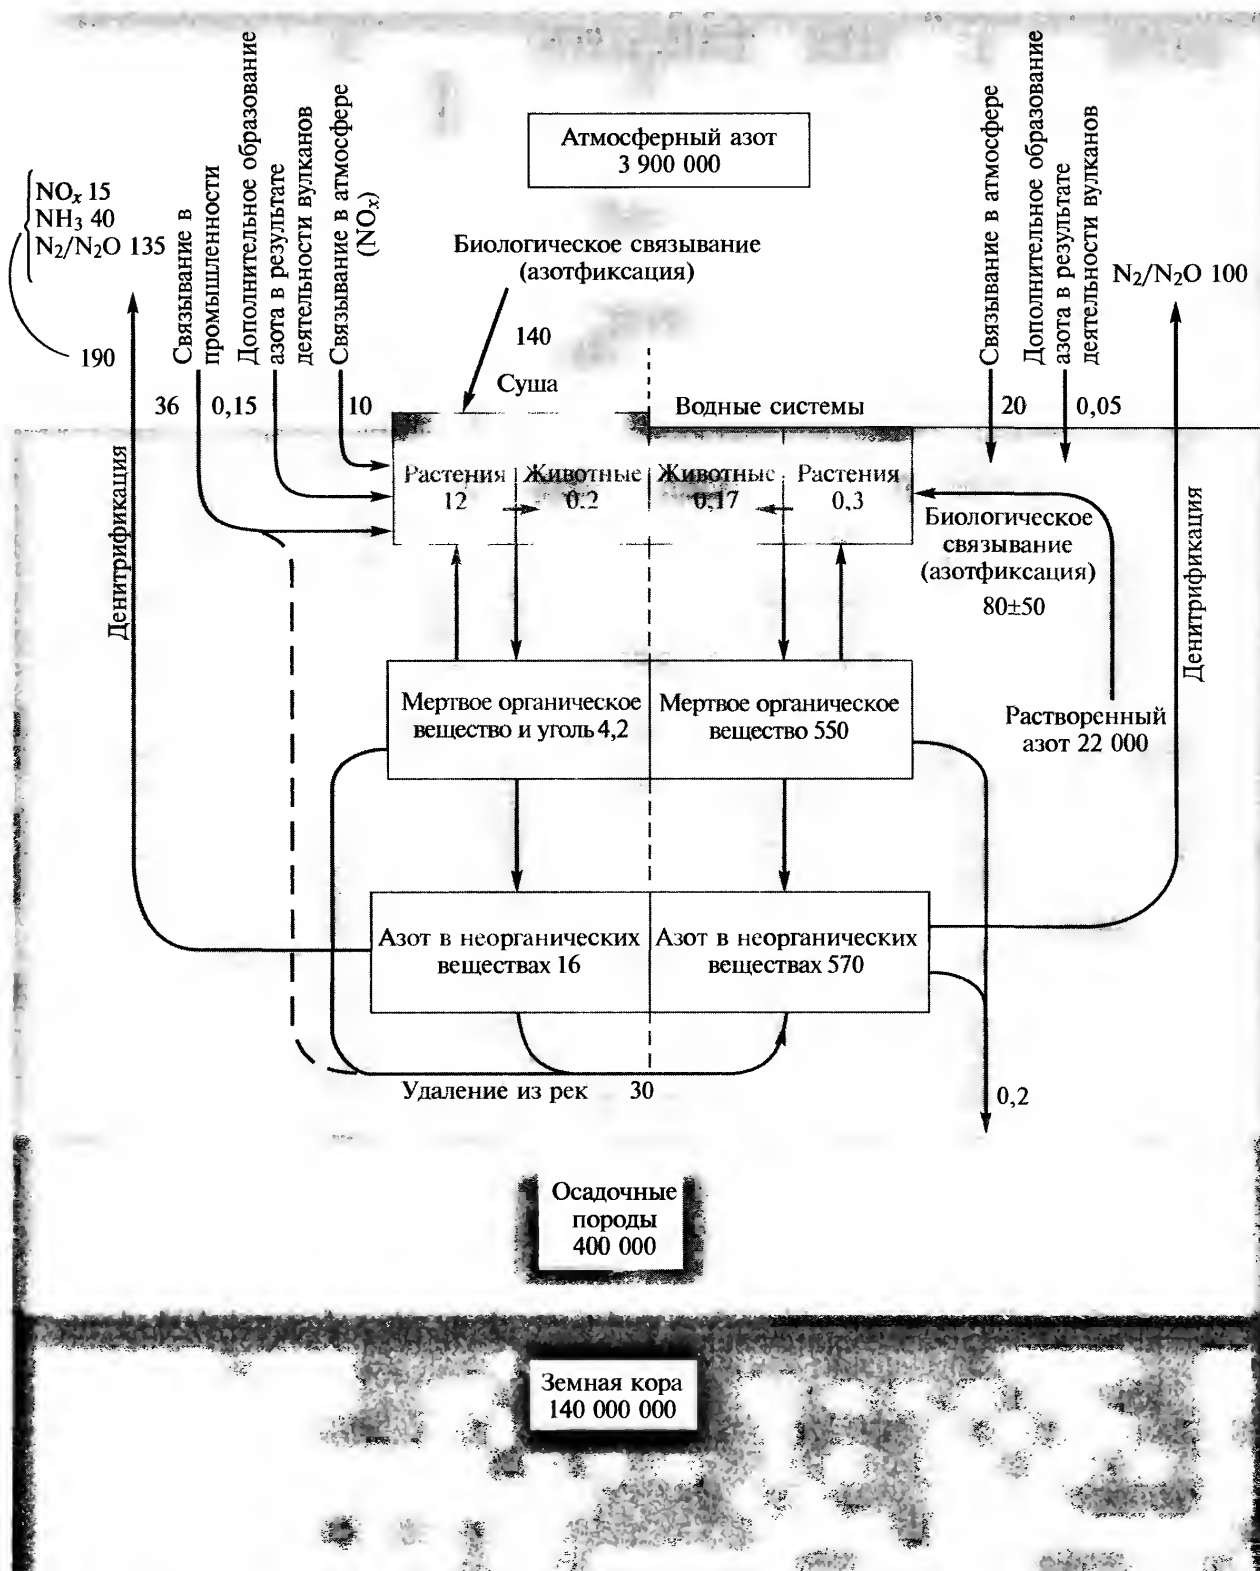 Атмосферный азот
3 900 000
NOₓ 15
NH₃ 40
N₂/N₂O 135
190
Связывание в
промышленности
36
Дополнительное образование
азота в результате
деятельности вулканов
0,15
Связывание в атмосфере
(NOₓ)
10
Биологическое связывание
(азотфиксация)
140
Суша
Водные системы
Связывание в атмосфере
20
Дополнительное образование
азота в результате
деятельности вулканов
0,05
N₂/N₂O 100
Денитрификация
Растения
12
Животные
0.2
Животные
0,17
Растения
0,3
Биологическое
связывание
(азотфиксация)
80±50
Денитрификация
Мертвое органическое
вещество и уголь 4,2
Мертвое органическое
вещество 550
Растворенный
азот 22 000
Азот в неорганических
веществах 16
Азот в неорганических
веществах 570
Удаление из рек 30
0,2
Осадочные
породы
400 000
Земная кора
140 000 000